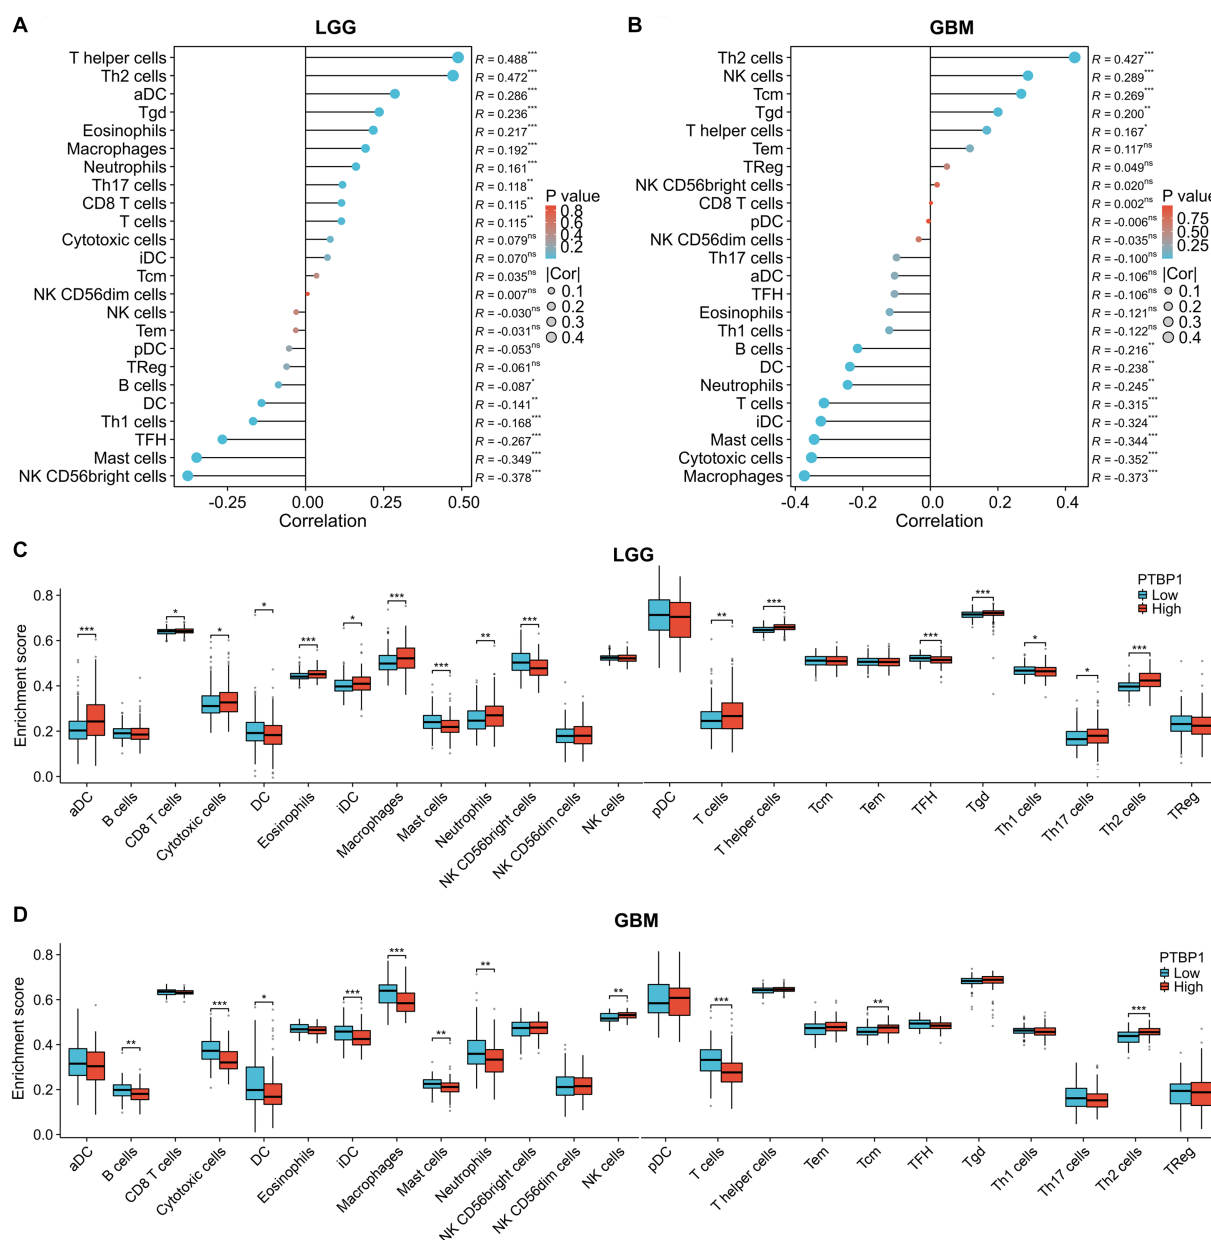 A
LGG
T helper cells
R = 0.488***
Th2 cells
R = 0.472***
aDC
R = 0.286***
Tgd
R = 0.236***
Eosinophils
R = 0.217***
Macrophages
R = 0.192***
Neutrophils
R = 0.161***
Th17 cells
R = 0.118**
CD8 T cells
R = 0.115**
T cells
R = 0.115**
Cytotoxic cells
R = 0.079ns
iDC
R = 0.070ns
Tcm
R = 0.035ns
NK CD56dim cells
R = 0.007ns
NK cells
R = -0.030ns
Tem
R = -0.031ns
pDC
R = -0.053ns
TReg
R = -0.061ns
B cells
R = -0.087*
DC
R = -0.141**
Th1 cells
R = -0.168***
TFH
R = -0.267***
Mast cells
R = -0.349***
NK CD56bright cells
R = -0.378***
-0.25
0.00
0.25
0.50
Correlation
P value
0.8
0.6
0.4
0.2
|Cor|
0.1
0.2
0.3
0.4
B
GBM
Th2 cells
R = 0.427***
NK cells
R = 0.289***
Tcm
R = 0.269***
Tgd
R = 0.200**
T helper cells
R = 0.167*
Tem
R = 0.117ns
TReg
R = 0.049ns
NK CD56bright cells
R = 0.020ns
CD8 T cells
R = 0.002ns
pDC
R = -0.006ns
NK CD56dim cells
R = -0.035ns
Th17 cells
R = -0.100ns
aDC
R = -0.106ns
TFH
R = -0.106ns
Eosinophils
R = -0.121ns
Th1 cells
R = -0.122ns
B cells
R = -0.216**
DC
R = -0.238**
Neutrophils
R = -0.245**
T cells
R = -0.315***
iDC
R = -0.324***
Mast cells
R = -0.344***
Cytotoxic cells
R = -0.352***
Macrophages
R = -0.373***
-0.4
-0.2
0.0
0.2
0.4
Correlation
P value
0.75
0.50
0.25
|Cor|
0.1
0.2
0.3
0.4
C
LGG
PTBP1
Low
High
Enrichment score
0.8
0.6
0.4
0.2
0.0
***
*
*
*
***
*
***
***
**
***
**
***
***
***
*
*
***
aDC
B cells
CD8 T cells
Cytotoxic cells
DC
Eosinophils
iDC
Macrophages
Mast cells
Neutrophils
NK CD56bright cells
NK CD56dim cells
NK cells
pDC
T cells
T helper cells
Tcm
Tem
TFH
Tgd
Th1 cells
Th17 cells
Th2 cells
TReg
D
GBM
PTBP1
Low
High
Enrichment score
0.8
0.6
0.4
0.2
0.0
**
***
*
***
***
**
**
**
***
**
***
aDC
B cells
CD8 T cells
Cytotoxic cells
DC
Eosinophils
iDC
Macrophages
Mast cells
Neutrophils
NK CD56bright cells
NK CD56dim cells
NK cells
pDC
T cells
T helper cells
Tem
Tcm
TFH
Tgd
Th1 cells
Th17 cells
Th2 cells
TReg